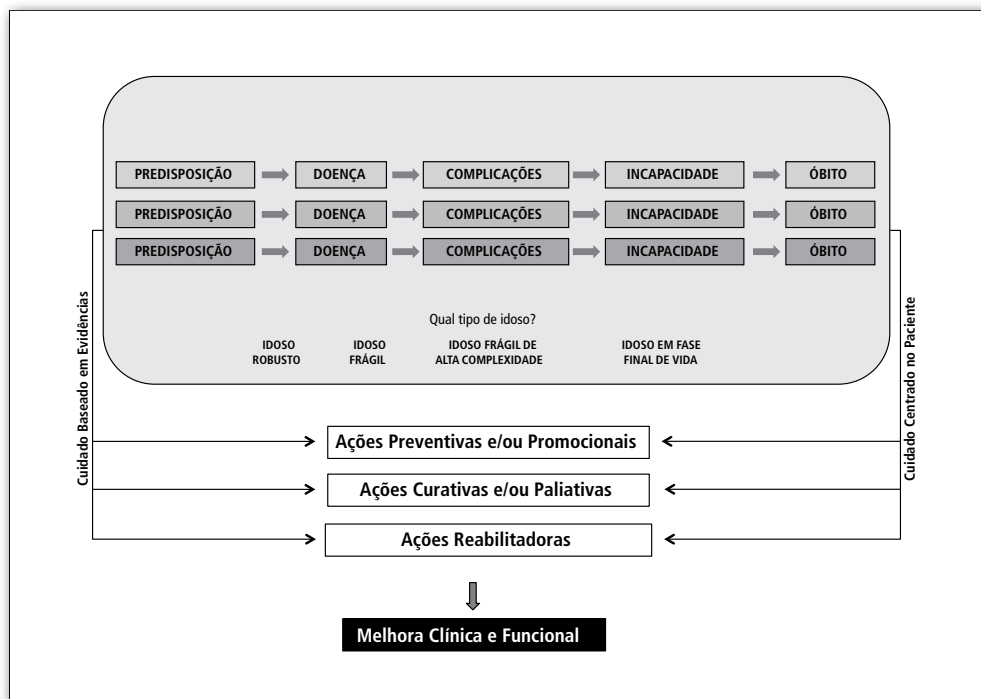 PREDISPOSIÇÃO DOENÇA COMPLICAÇÕES INCAPACIDADE ÓBITO
PREDISPOSIÇÃO DOENÇA COMPLICAÇÕES INCAPACIDADE ÓBITO
PREDISPOSIÇÃO DOENÇA COMPLICAÇÕES INCAPACIDADE ÓBITO
Qual tipo de idoso?
IDOSO
ROBUSTO
IDOSO
FRÁGIL
IDOSO FRÁGIL DE
ALTA COMPLEXIDADE
IDOSO EM FASE
FINAL DE VIDA
Cuidado Baseado em Evidências
Cuidado Centrado no Paciente
Ações Preventivas e/ou Promocionais
Ações Curativas e/ou Paliativas
Ações Reabilitadoras
Melhora Clínica e Funcional